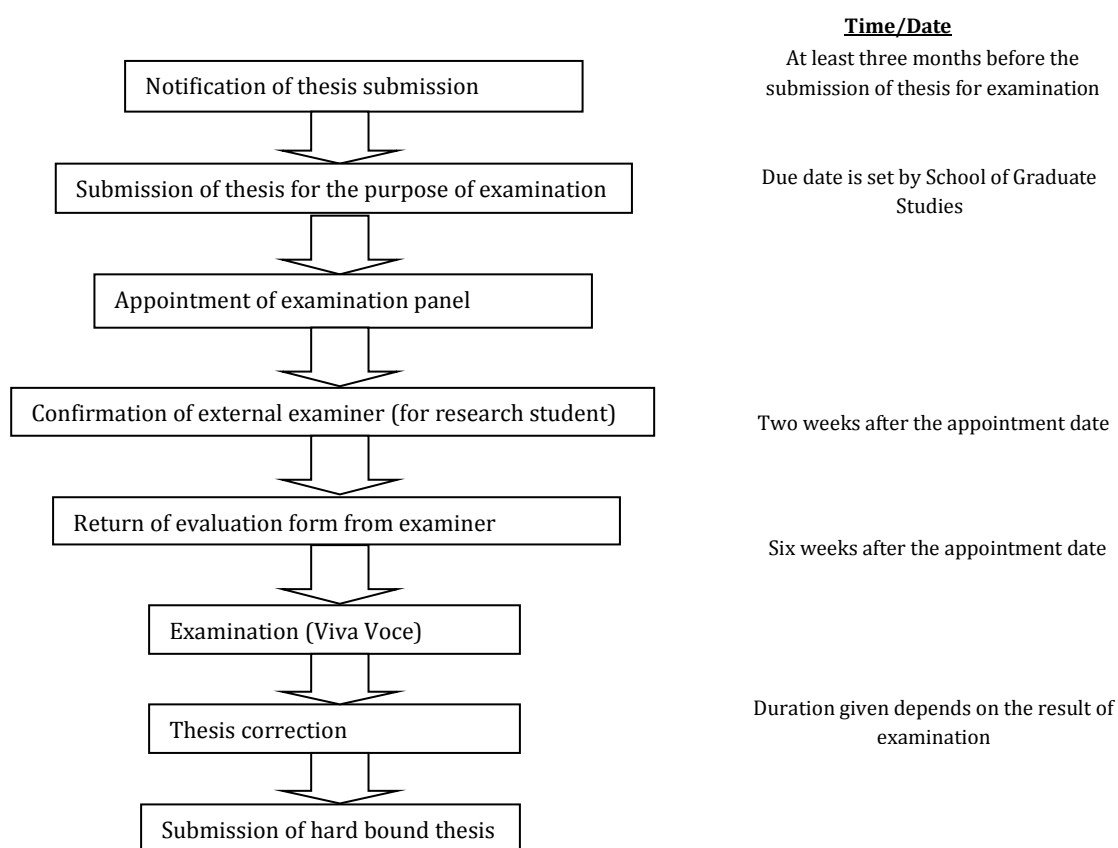 Time/Date
At least three months before the
submission of thesis for examination
Notification of thesis submission
Submission of thesis for the purpose of examination
Due date is set by School of Graduate
Studies
Appointment of examination panel
Confirmation of external examiner (for research student)
Two weeks after the appointment date
Return of evaluation form from examiner
Six weeks after the appointment date
Examination (Viva Voce)
Thesis correction
Duration given depends on the result of
examination
Submission of hard bound thesis